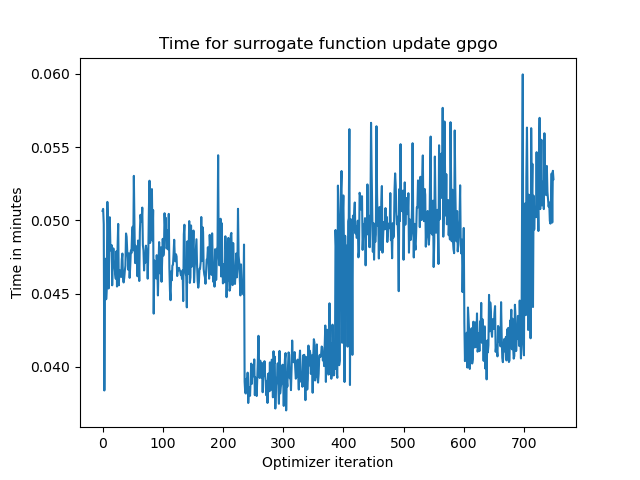 Time for surrogate function update gpgo
0.060
0.055
0.050
0.045
0.040
Time in minutes
0 100 200 300 400 500 600 700
Optimizer iteration